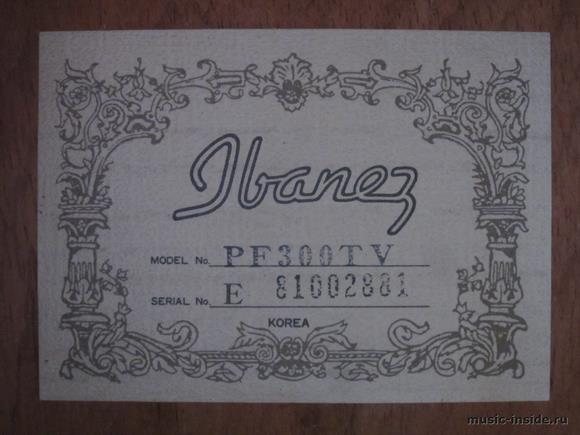 Ibanez
MODEL No. PF300TV
SERIAL No. E 81002881
KOREA
music-inside.ru